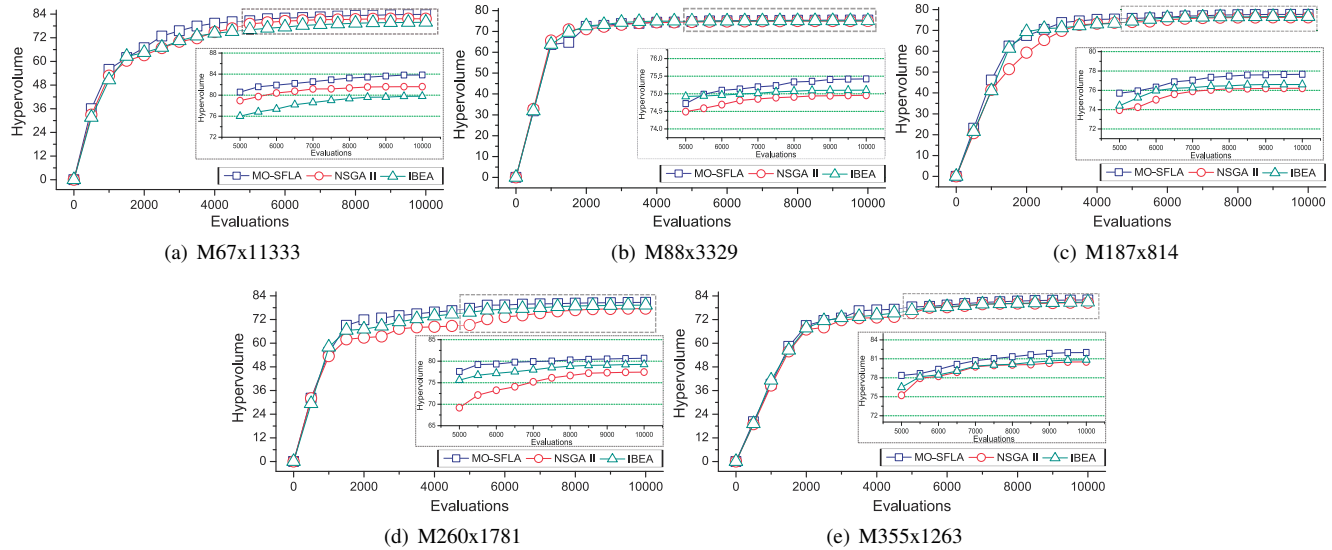 Hypervolume
84
72
60
48
36
24
12
0
0 2000 4000 6000 8000 10000
Evaluations
Hypervolume
88
84
80
76
72
5000 6000 7000 8000 9000 10000
Evaluations
MO-SFLA NSGA II IBEA
(a) M67x11333
Hypervolume
80
70
60
50
40
30
20
10
0
0 2000 4000 6000 8000 10000
Evaluations
Hypervolume
76,0
75,5
75,0
74,5
74,0
5000 6000 7000 8000 9000 10000
Evaluations
MO-SFLA NSGA II IBEA
(b) M88x3329
Hypervolume
80
70
60
50
40
30
20
10
0
0 2000 4000 6000 8000 10000
Evaluations
Hypervolume
80
78
76
74
72
5000 6000 7000 8000 9000 10000
Evaluations
MO-SFLA NSGA II IBEA
(c) M187x814
Hypervolume
84
72
60
48
36
24
12
0
0 2000 4000 6000 8000 10000
Evaluations
Hypervolume
85
80
75
70
65
5000 6000 7000 8000 9000 10000
Evaluations
MO-SFLA NSGA II IBEA
(d) M260x1781
Hypervolume
84
72
60
48
36
24
12
0
0 2000 4000 6000 8000 10000
Evaluations
Hypervolume
84
81
78
75
72
5000 6000 7000 8000 9000 10000
Evaluations
MO-SFLA NSGA II IBEA
(e) M355x1263